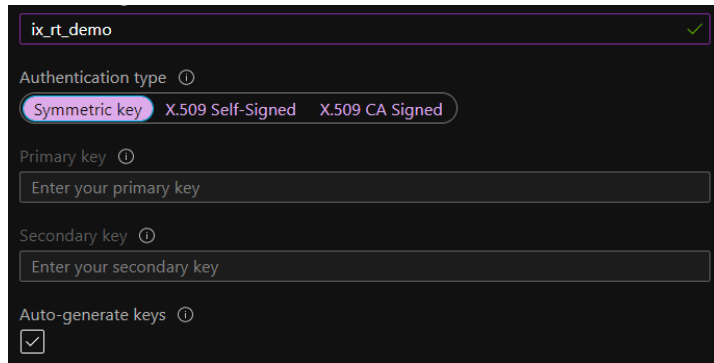 ix_rt_demo
Authentication type
Symmetric key X.509 Self-Signed X.509 CA Signed
Primary key
Enter your primary key
Secondary key
Enter your secondary key
Auto-generate keys